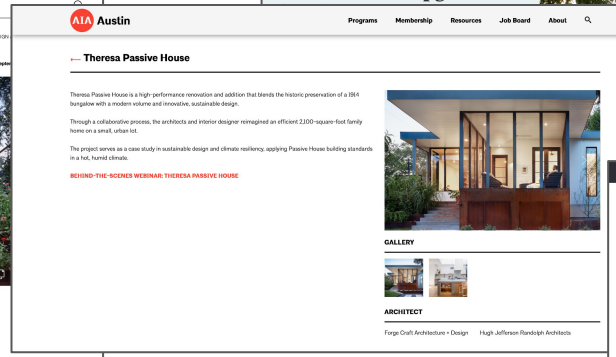 AIA Austin
Programs Membership Resources Job Board About
← Theresa Passive House
Theresa Passive House is a high-performance renovation and addition that blends the historic preservation of a 1914
bungalow with a modern volume and innovative, sustainable design.
Through a collaborative process, the architects and interior designer reimagined an efficient 2,100-square-foot family
home on a small, urban lot.
The project serves as a case study in sustainable design and climate resiliency, applying Passive House building standards
in a hot, humid climate.
BEHIND-THE-SCENES WEBINAR: THERESA PASSIVE HOUSE
GALLERY
ARCHITECT
Forge Craft Architecture + Design Hugh Jefferson Randolph Architects